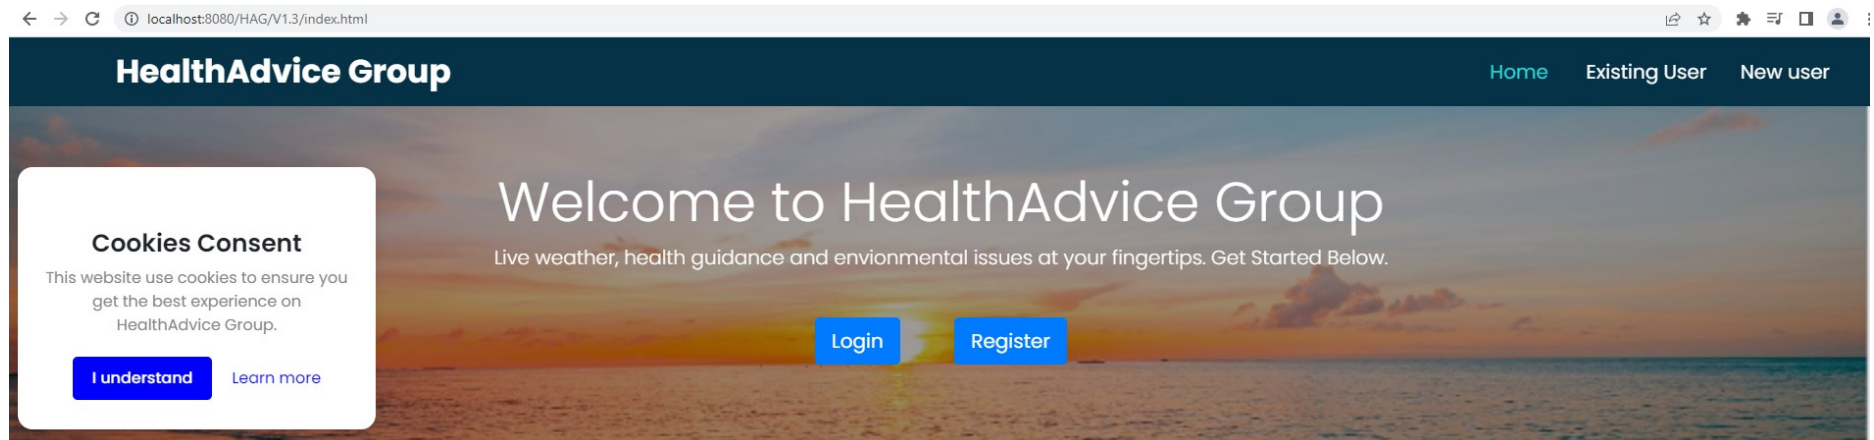 localhost:8080/HAG/V1.3/index.html
HealthAdvice Group
Home Existing User New user
Welcome to HealthAdvice Group
Live weather, health guidance and envionmental issues at your fingertips. Get Started Below.
Login Register
Cookies Consent
This website use cookies to ensure you
get the best experience on
HealthAdvice Group.
I understand Learn more